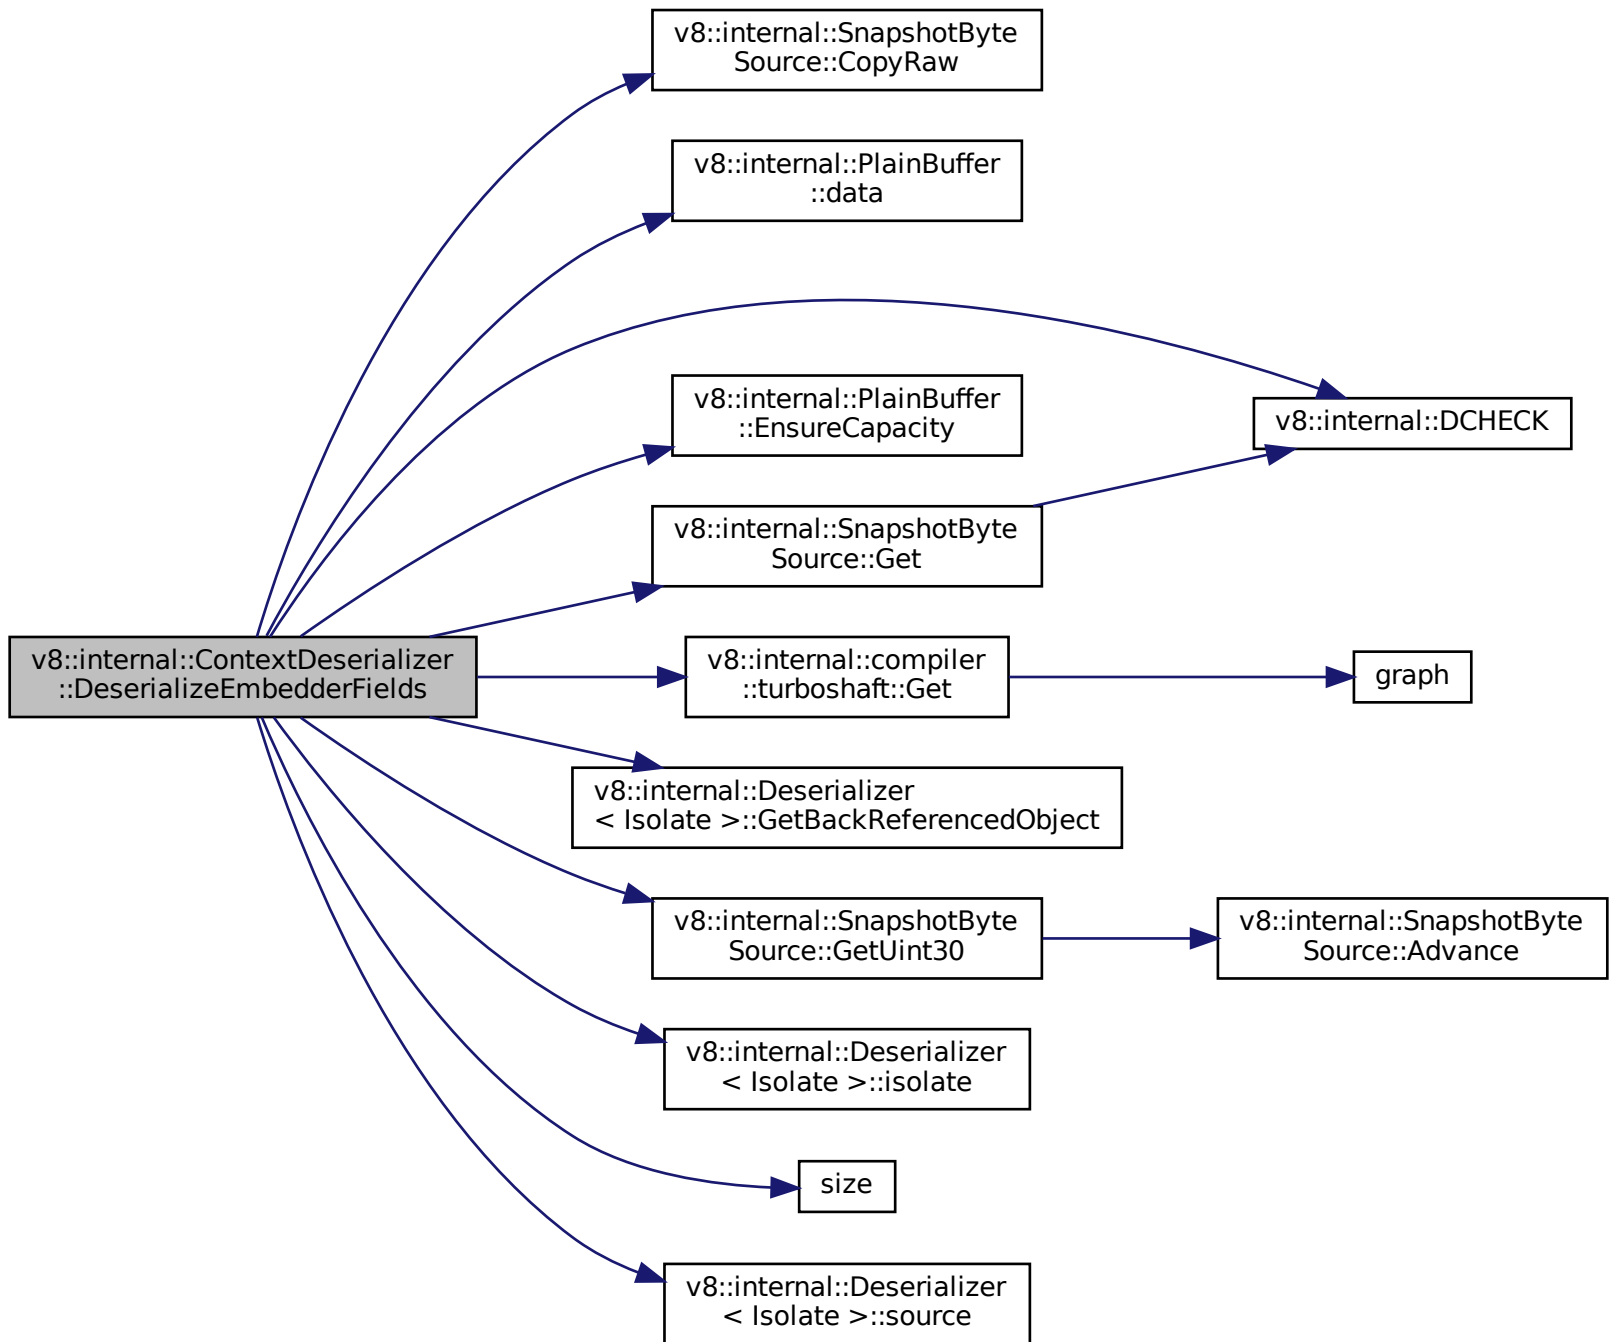 v8::internal::SnapshotByte
Source::CopyRaw
v8::internal::PlainBuffer
::data
v8::internal::PlainBuffer
::EnsureCapacity
v8::internal::DCHECK
v8::internal::SnapshotByte
Source::Get
v8::internal::ContextDeserializer
::DeserializeEmbedderFields
v8::internal::compiler
::turboshaft::Get
graph
v8::internal::Deserializer
< Isolate >::GetBackReferencedObject
v8::internal::SnapshotByte
Source::GetUint30
v8::internal::SnapshotByte
Source::Advance
v8::internal::Deserializer
< Isolate >::isolate
size
v8::internal::Deserializer
< Isolate >::source